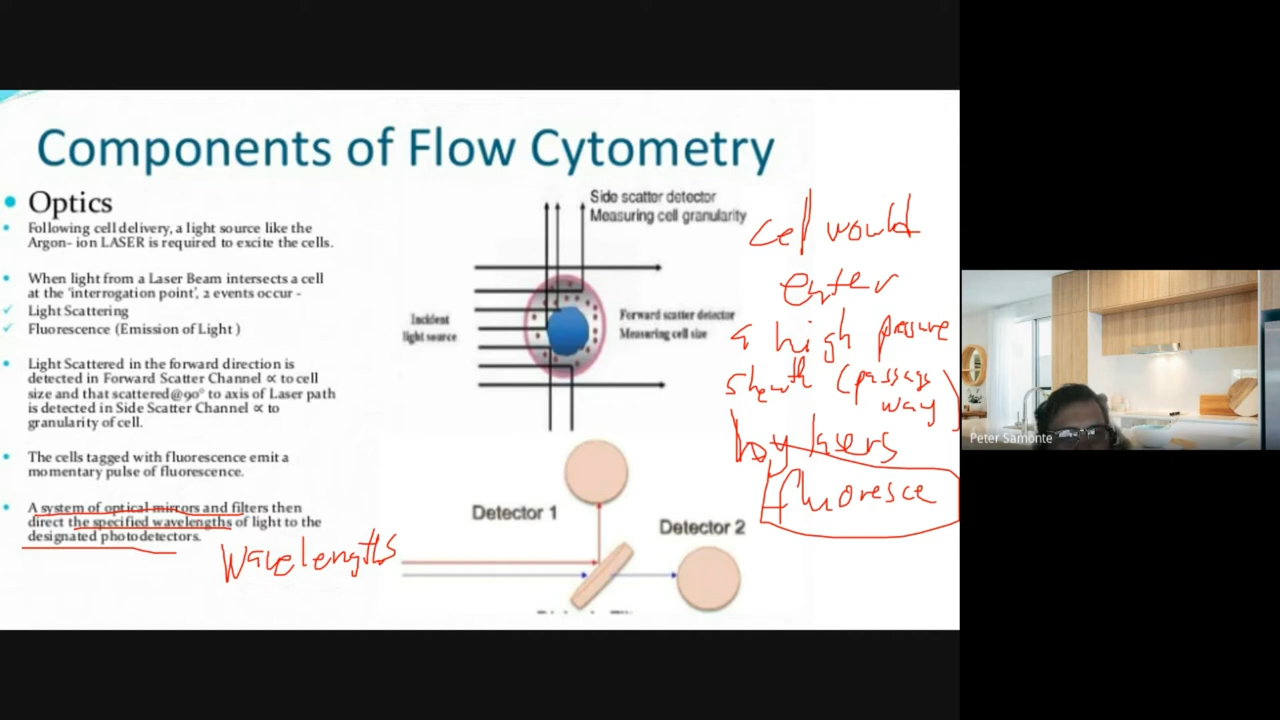 Components of Flow Cytometry
Optics
Following cell delivery, a light source like the
Argon- ion LASER is required to excite the cells.
When light from a Laser Beam intersects a cell
at the 'interrogation point', 2 events occur -
Light Scattering
Fluorescence (Emission of Light )
Light Scattered in the forward direction is
detected in Forward Scatter Channel ∝ to cell
size and that scattered@90° to axis of Laser path
is detected in Side Scatter Channel ∝ to
granularity of cell.
The cells tagged with fluorescence emit a
momentary pulse of fluorescence.
A system of optical mirrors and filters then
direct the specified wavelengths of light to the
designated photodetectors.
wavelengths
Side scatter detector
Measuring cell granularity
Incident
light source
Forward scatter detector
Measuring cell size
Detector 1
Detector 2
cell would
enter
a high pressure
sheath (passage
way)
by lasers
fluoresce
Peter Samonte